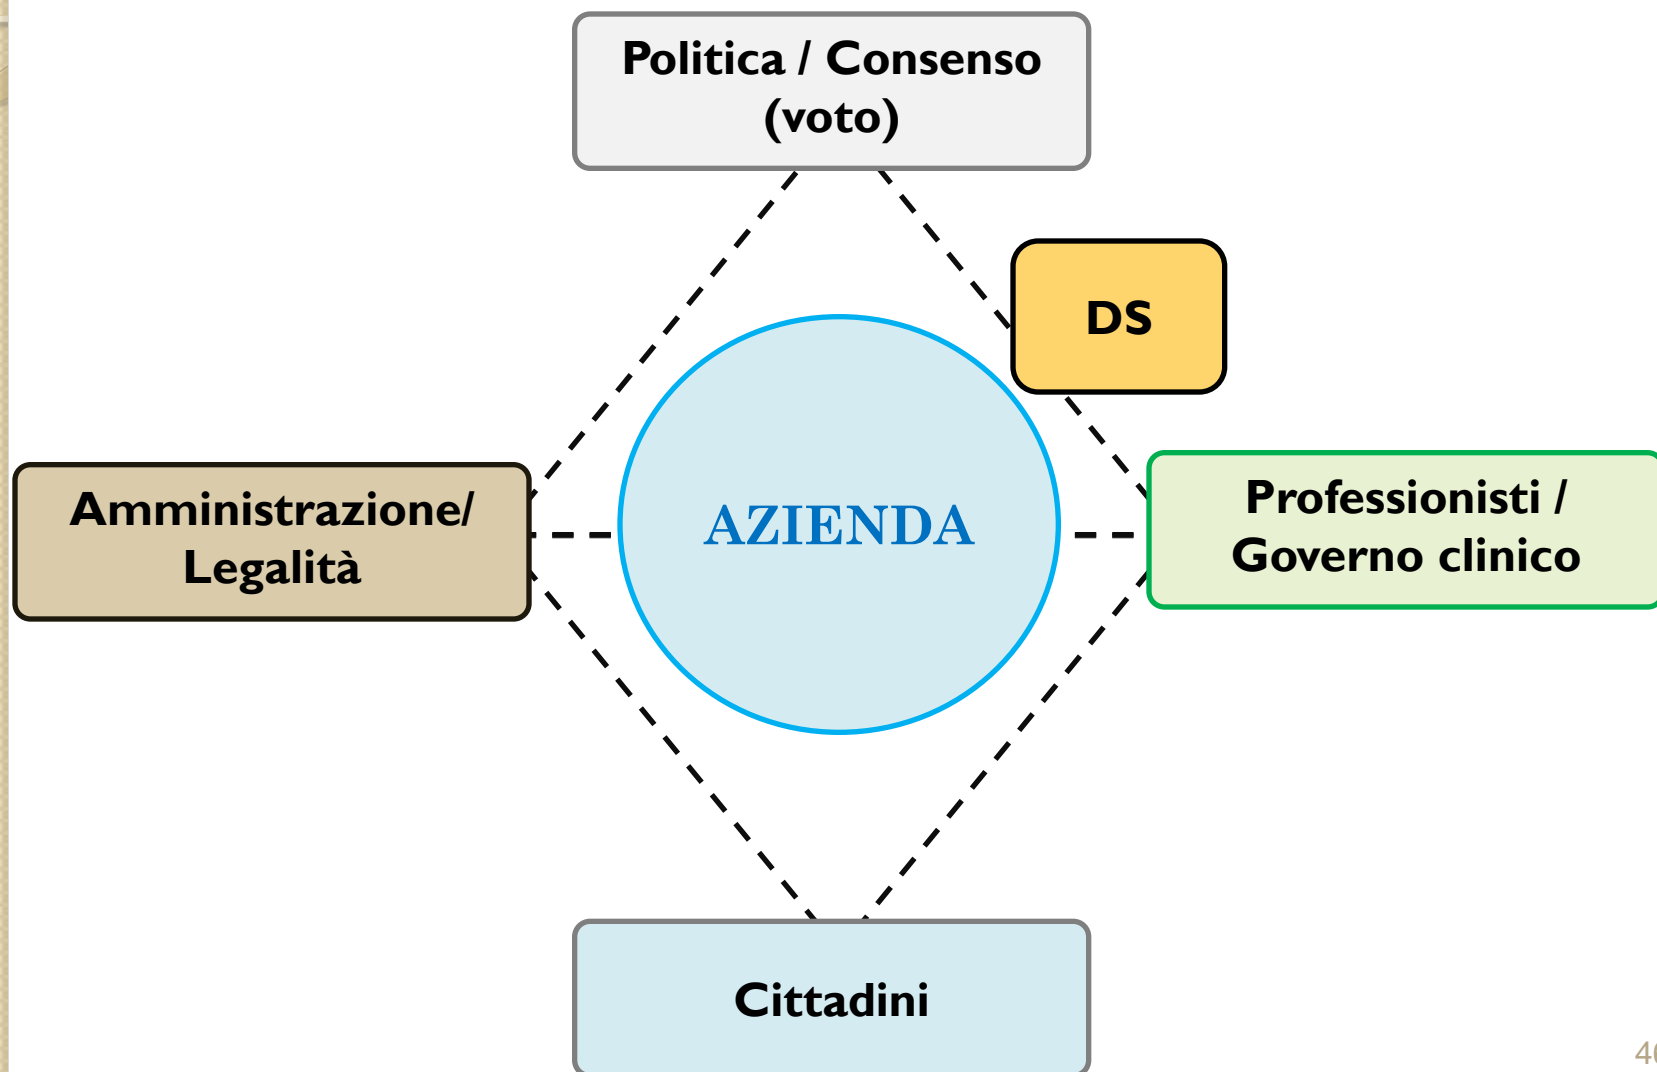 Politica / Consenso
(voto)
DS
Amministrazione/
Legalità
AZIENDA
Professionisti /
Governo clinico
Cittadini